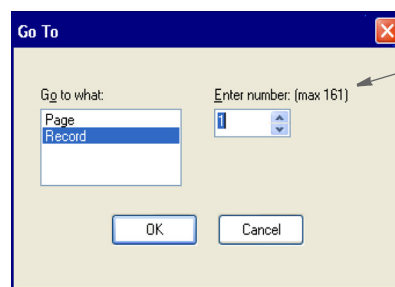 Go To
Go to what:
Enter number: (max 161)
Page
Record
1
OK
Cancel